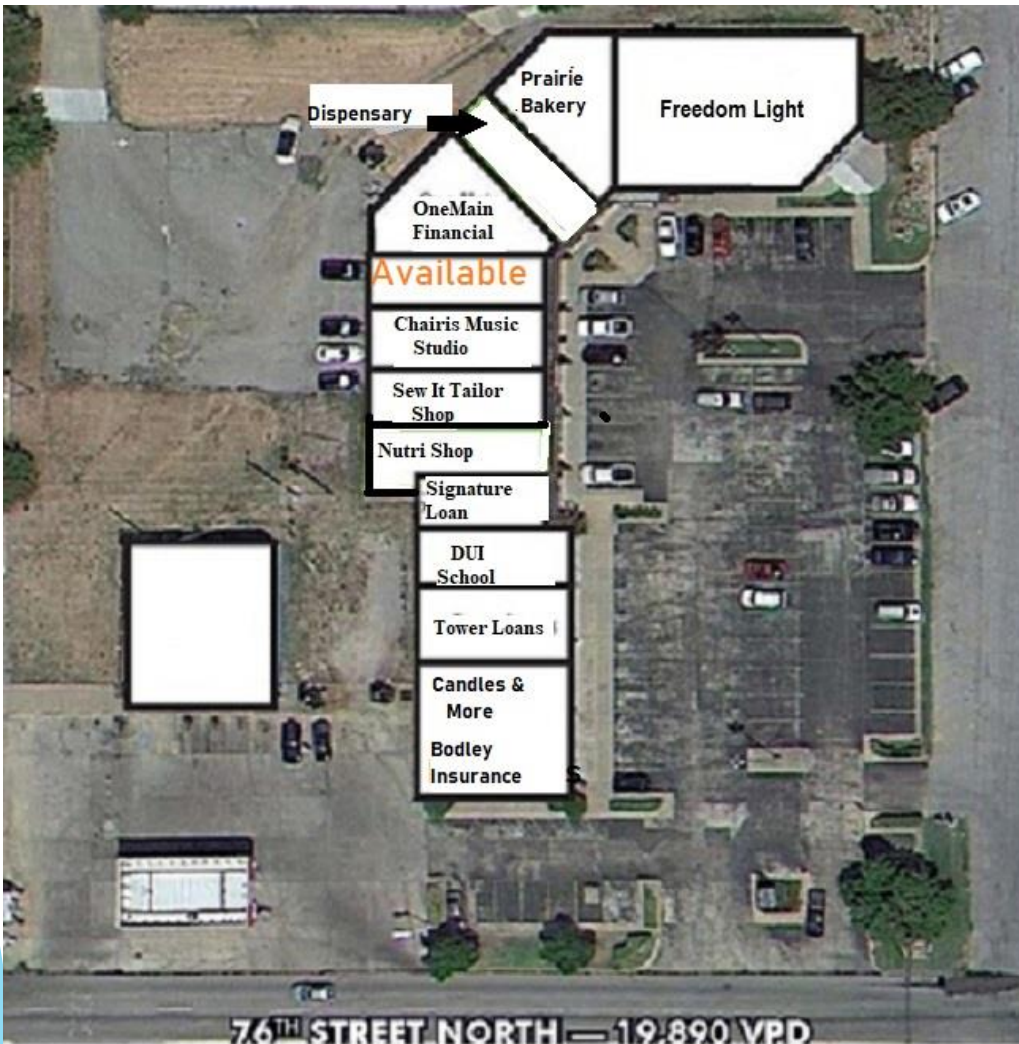 Prairie
Bakery
Freedom Light
Dispensary
OneMain
Financial
Available
Chairis Music
Studio
Sew It Tailor
Shop
Nutri Shop
Signature
Loan
DUI
School
Tower Loans
Candles &
More
Bodley
Insurance
S
76TH STREET NORTH — 19,890 VPD